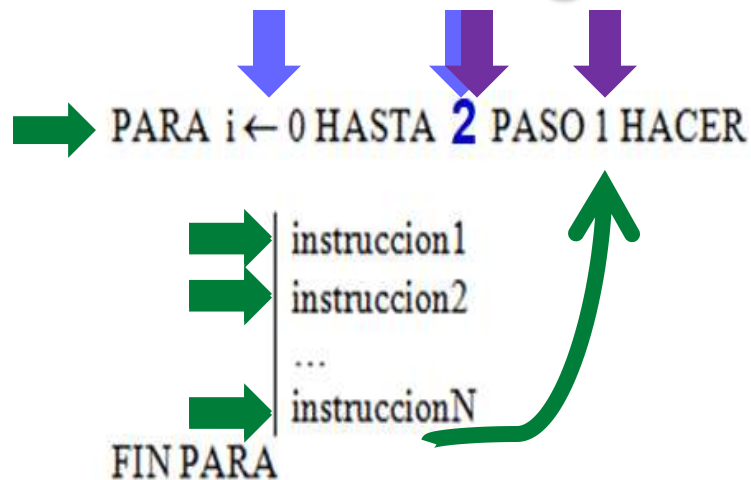 PARA i ← 0 HASTA 2 PASO 1 HACER
instruccion1
instruccion2
...
instruccionN
FIN PARA